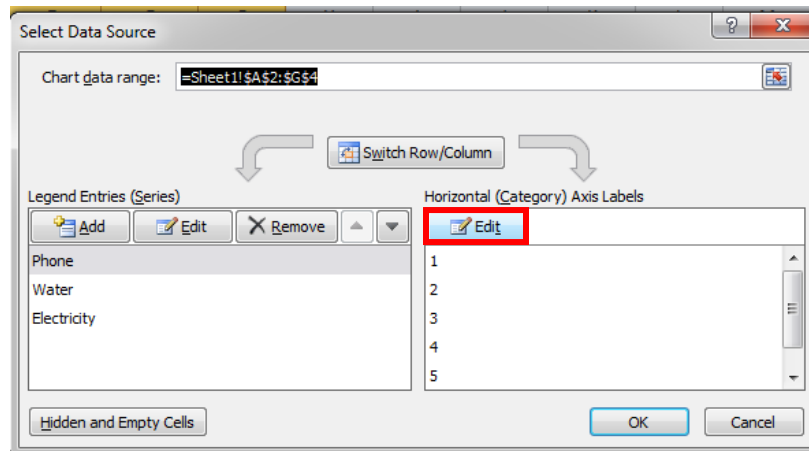 Select Data Source
Chart data range: =Sheet1!$A$2:$G$4
Switch Row/Column
Legend Entries (Series)
Add Edit Remove
Phone
Water
Electricity
Horizontal (Category) Axis Labels
Edit
1
2
3
4
5
Hidden and Empty Cells
OK Cancel